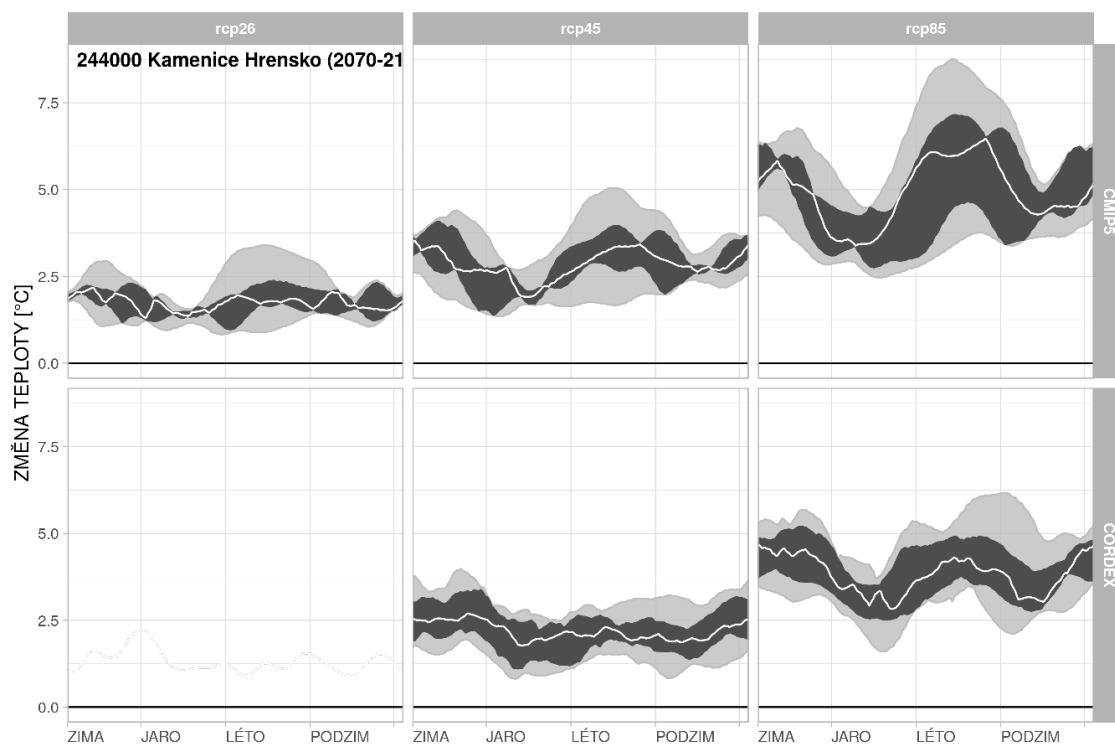 rcp26 rcp45 rcp85
244000 Kamenice Hrensko (2070-21
7.5
5.0
2.5
0.0
CMIP5
ZMĚNA TEPLOTY [°C]
7.5
5.0
2.5
0.0
CORDEX
ZIMA JARO LÉTO PODZIM ZIMA JARO LÉTO PODZIM ZIMA JARO LÉTO PODZIM